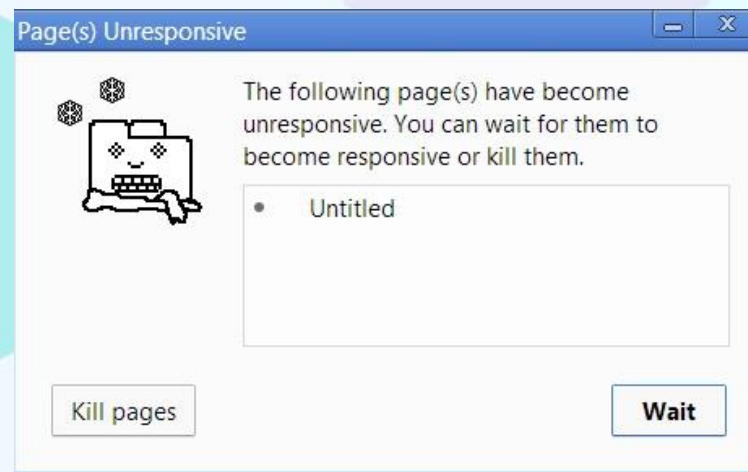 Page(s) Unresponsive
The following page(s) have become
unresponsive. You can wait for them to
become responsive or kill them.
• Untitled
Kill pages
Wait